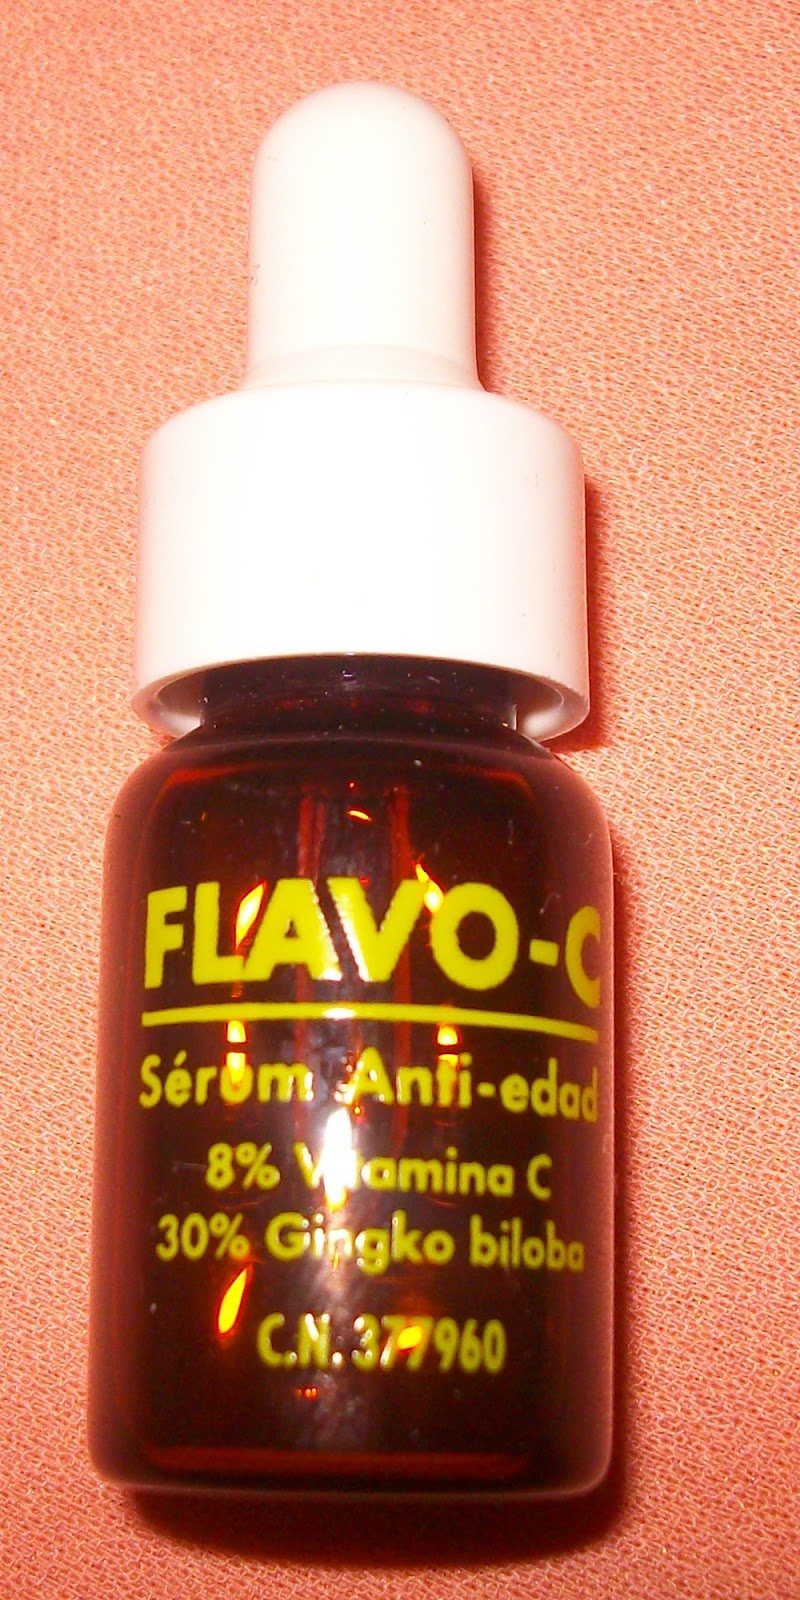 FLAVO-C
Sérum Anti-edad
8% Vitamina C
30% Gingko biloba
C.N. 377960